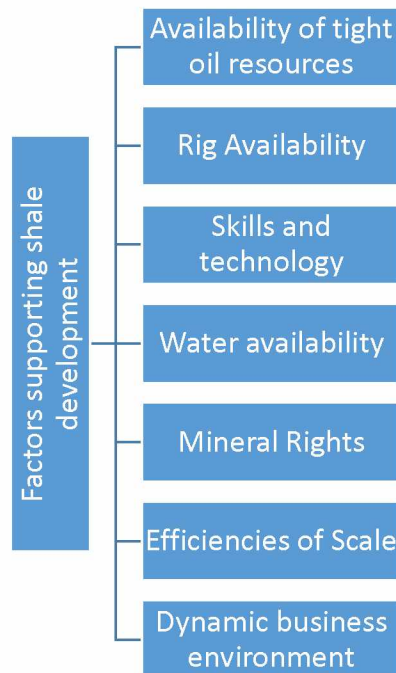 Factors supporting shale
development
Availability of tight
oil resources
Rig Availability
Skills and
technology
Water availability
Mineral Rights
Efficiencies of Scale
Dynamic business
environment